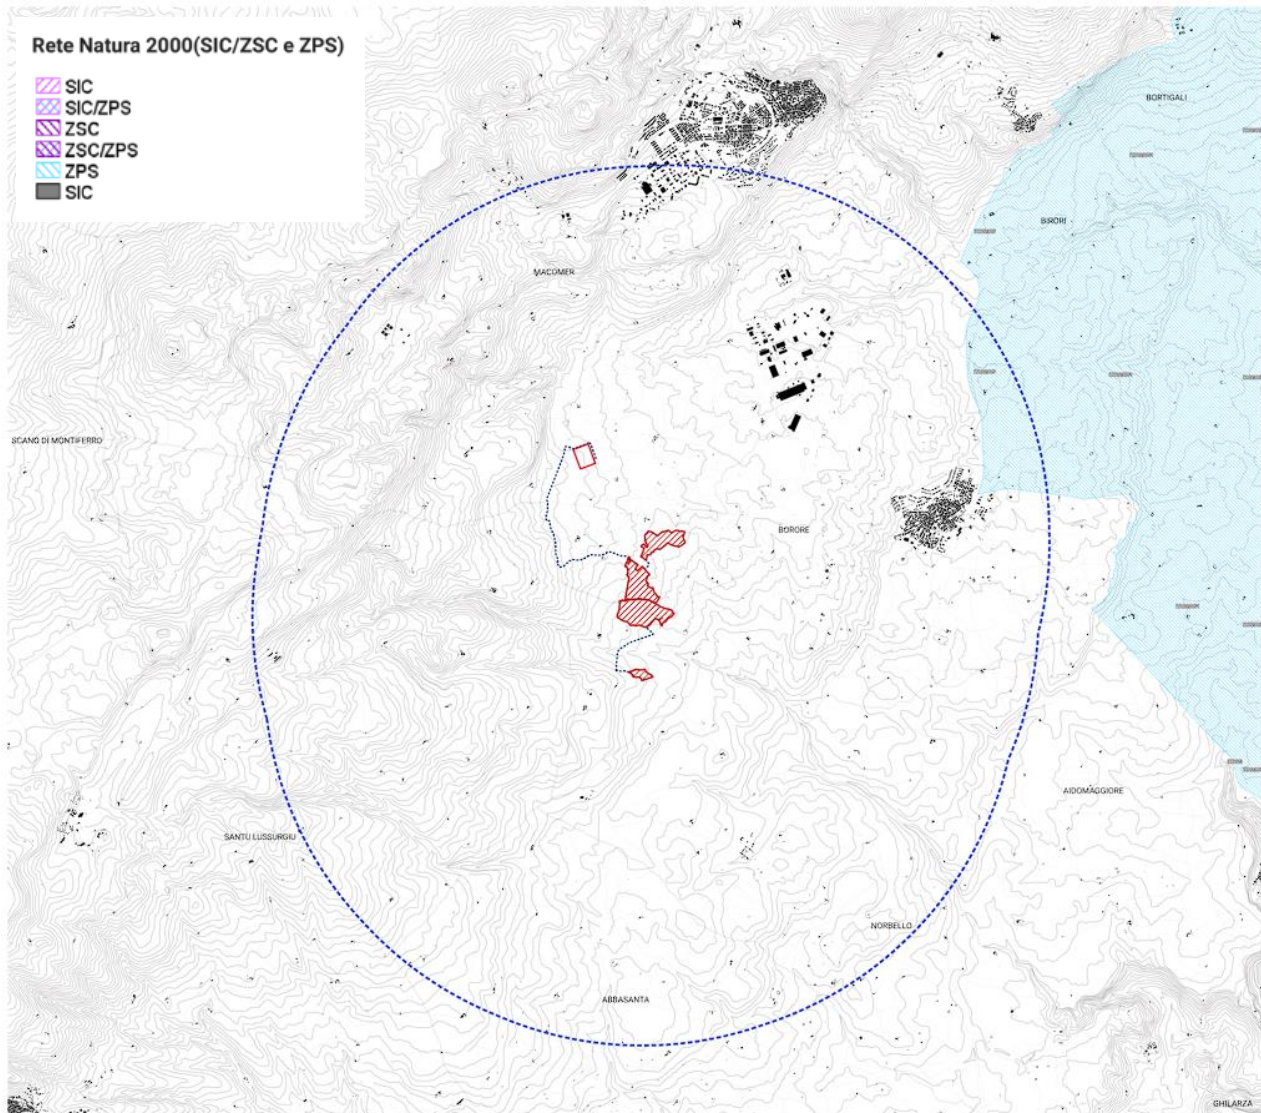 Rete Natura 2000(SIC/ZSC e ZPS)
SIC
SIC/ZPS
ZSC
ZSC/ZPS
ZPS
SIC
BORTIGALI
BIRORI
MACOMER
SCANO DI MONTIFERRO
BORORE
AIDOMAGGIORE
SANTU LUSSURGIU
NORBELLO
ABBASANTA
GHILARZA